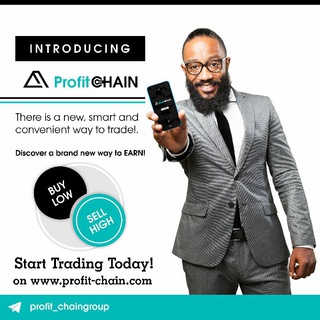 INTRODUCING
ProfitCHAIN
There is a new, smart and
convenient way to trade!.
Discover a brand new way to EARN!
BUY
LOW
SELL
HIGH
Start Trading Today!
on www.profit-chain.com
profit_chaingroup